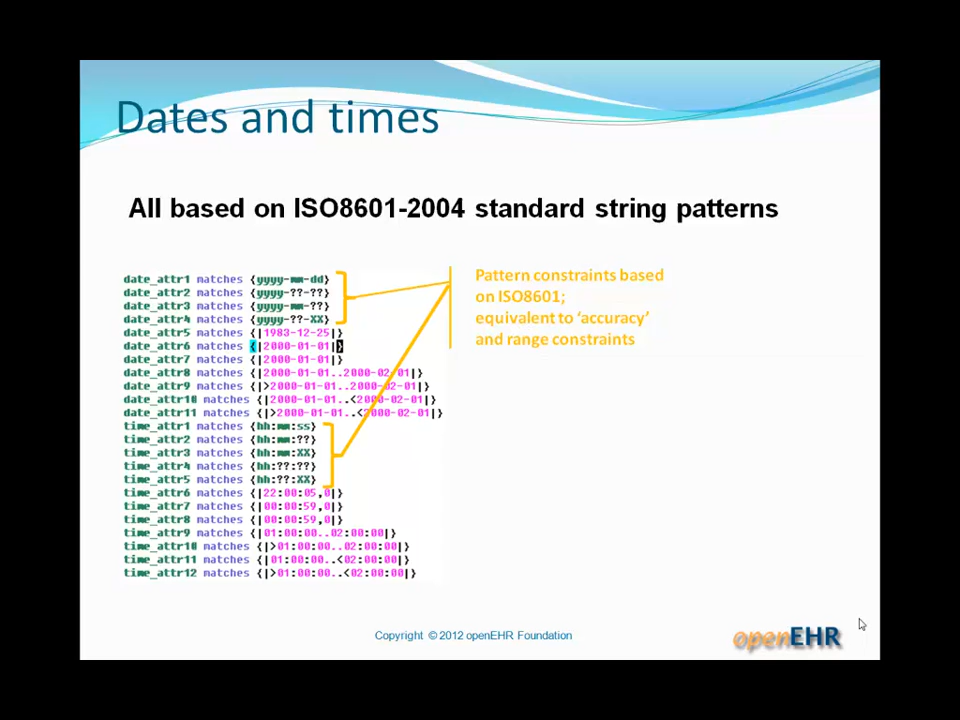 Dates and times
All based on ISO8601-2004 standard string patterns
date_attr1 matches {yyyy-mm-dd}
date_attr2 matches {yyyy-??-??}
date_attr3 matches {yyyy-mm-??}
date_attr4 matches {yyyy-??-XX}
date_attr5 matches {|1983-12-25|}
date_attr6 matches {|2000-01-01|}
date_attr7 matches {|2000-01-01|}
date_attr8 matches {|2000-01-01..2000-02-01|}
date_attr9 matches {|>2000-01-01..2000-02-01|}
date_attr10 matches {|2000-01-01..<2000-02-01|}
date_attr11 matches {|>2000-01-01..<2000-02-01|}
time_attr1 matches {hh:mm:ss}
time_attr2 matches {hh:mm:??}
time_attr3 matches {hh:mm:XX}
time_attr4 matches {hh:??:??}
time_attr5 matches {hh:??:XX}
time_attr6 matches {|22:00:05,0|}
time_attr7 matches {|00:00:59,0|}
time_attr8 matches {|00:00:59,0|}
time_attr9 matches {|01:00:00..02:00:00|}
time_attr10 matches {|>01:00:00..02:00:00|}
time_attr11 matches {|01:00:00..<02:00:00|}
time_attr12 matches {|>01:00:00..<02:00:00|}
Pattern constraints based
on ISO8601;
equivalent to ‘accuracy’
and range constraints
Copyright © 2012 openEHR Foundation
openEHR